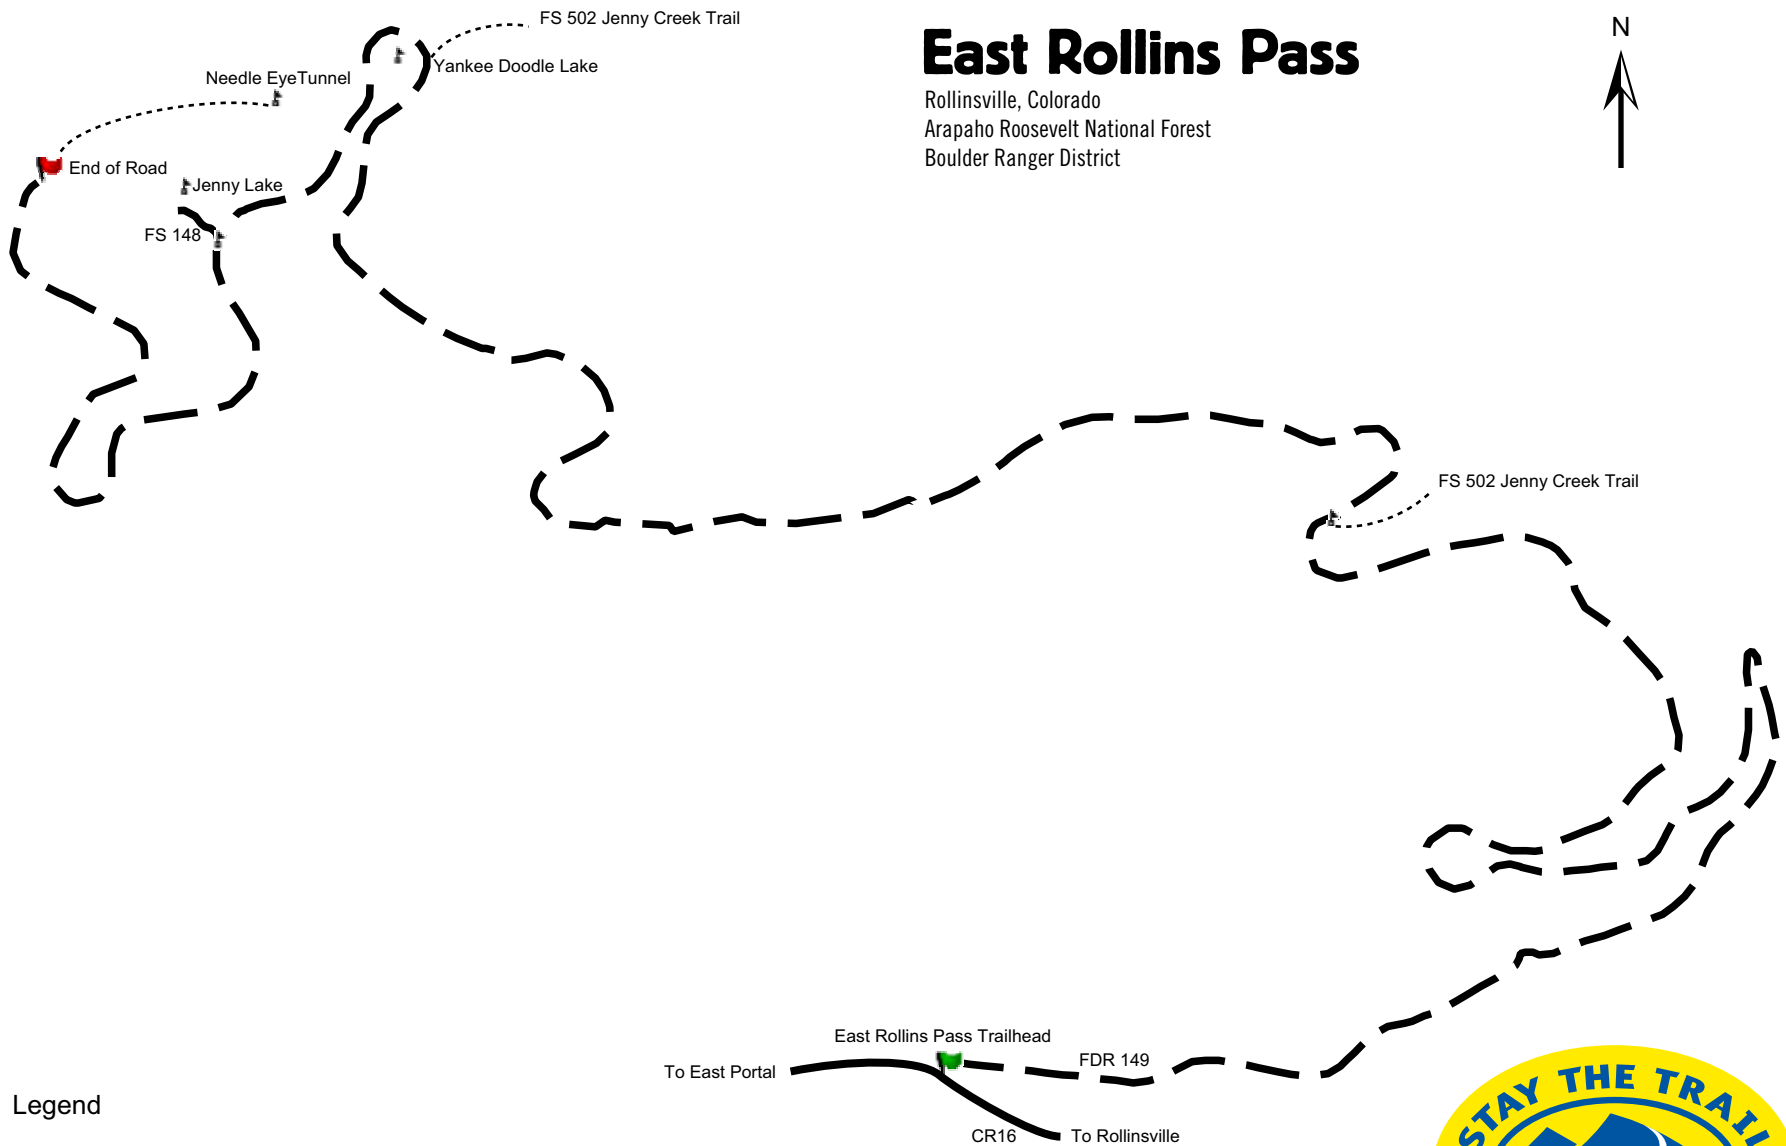 FS 502 Jenny Creek Trail
East Rollins Pass
N
Yankee Doodle Lake
Needle EyeTunnel
Rollinsville, Colorado
Arapaho Roosevelt National Forest
Boulder Ranger District
End of Road
Jenny Lake
FS 148
FS 502 Jenny Creek Trail
East Rollins Pass Trailhead
FDR 149
To East Portal
Legend
CR16
To Rollinsville
STAY THE TRAIL